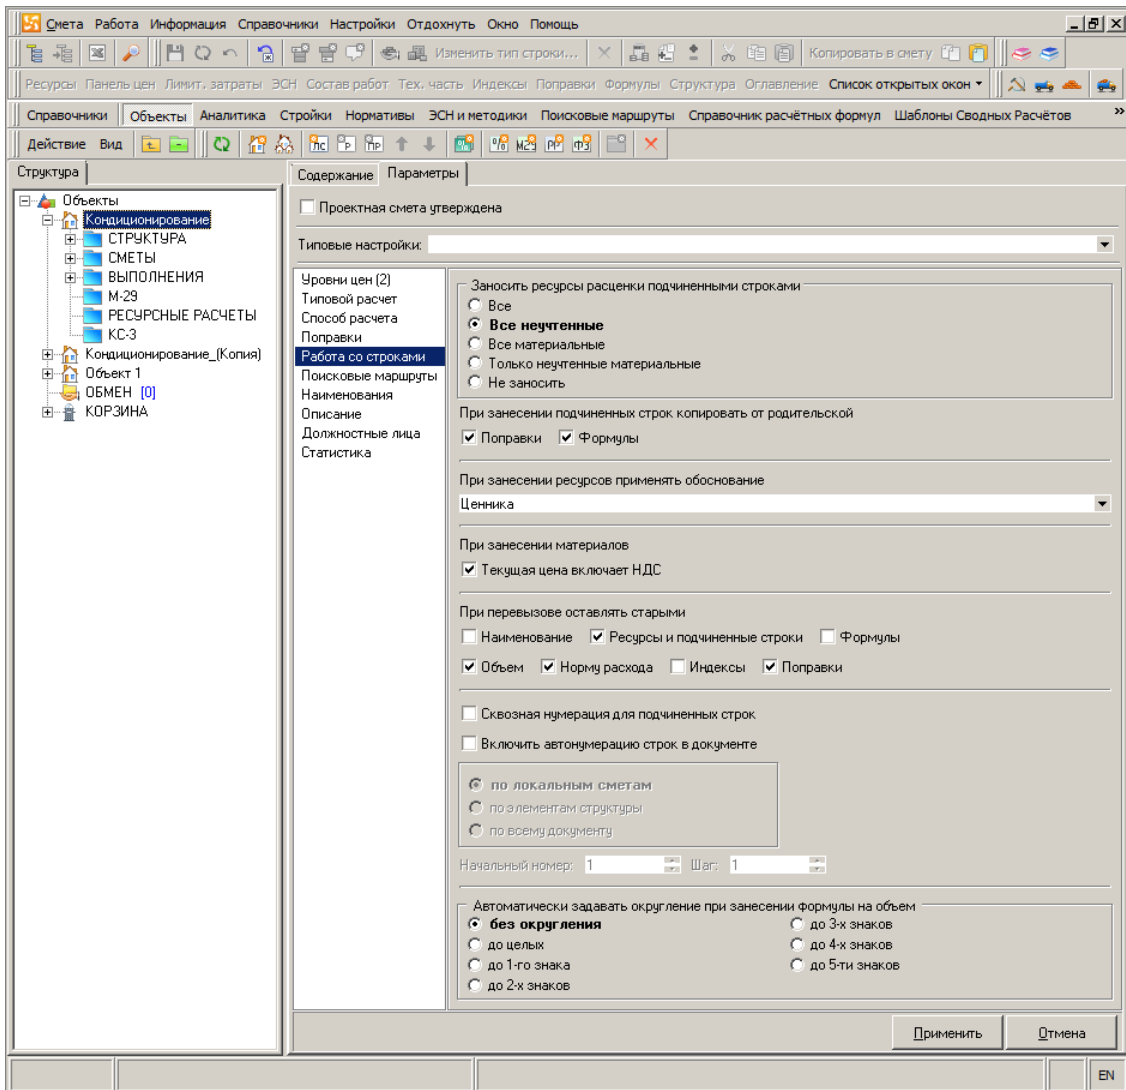 Смета Работа Информация Справочники Настройки Отдохнуть Окно Помощь
Изменить тип строки... Копировать в смету
Ресурсы Панель цен Лимит. затраты ЭСН Состав работ Тех. часть Индексы Поправки Формулы Структура Оглавление Список открытых окон
Справочники Объекты Аналитика Стройки Нормативы ЭСН и методики Поисковые маршруты Справочник расчётных формул Шаблоны Сводных Расчётов »
Действие Вид
Структура
Содержание Параметры
Объекты
Кондиционирование
СТРУКТУРА
СМЕТЫ
ВЫПОЛНЕНИЯ
М-29
РЕСУРСНЫЕ РАСЧЕТЫ
КС-3
Кондиционирование_(Копия)
Объект 1
ОБМЕН [0]
КОРЗИНА
Проектная смета утверждена
Типовые настройки:
Уровни цен (2)
Типовой расчет
Способ расчета
Поправки
Работа со строками
Поисковые маршруты
Наименования
Описание
Должностные лица
Статистика
Заносить ресурсы расценки подчиненными строками
Все
Все неучтенные
Все материальные
Только неучтенные материальные
Не заносить
При занесении подчиненных строк копировать от родительской
Поправки Формулы
При занесении ресурсов применять обоснование
Ценника
При занесении материалов
Текущая цена включает НДС
При перевызове оставлять старыми
Наименование Ресурсы и подчиненные строки Формулы
Объем Норму расхода Индексы Поправки
Сквозная нумерация для подчиненных строк
Включить автонумерацию строк в документе
по локальным сметам
по элементам структуры
по всему документу
Начальный номер: 1 Шаг: 1
Автоматически задавать округление при занесении формулы на объем
без округления до 3-х знаков
до целых до 4-х знаков
до 1-го знака до 5-ти знаков
до 2-х знаков
Применить Отмена
EN